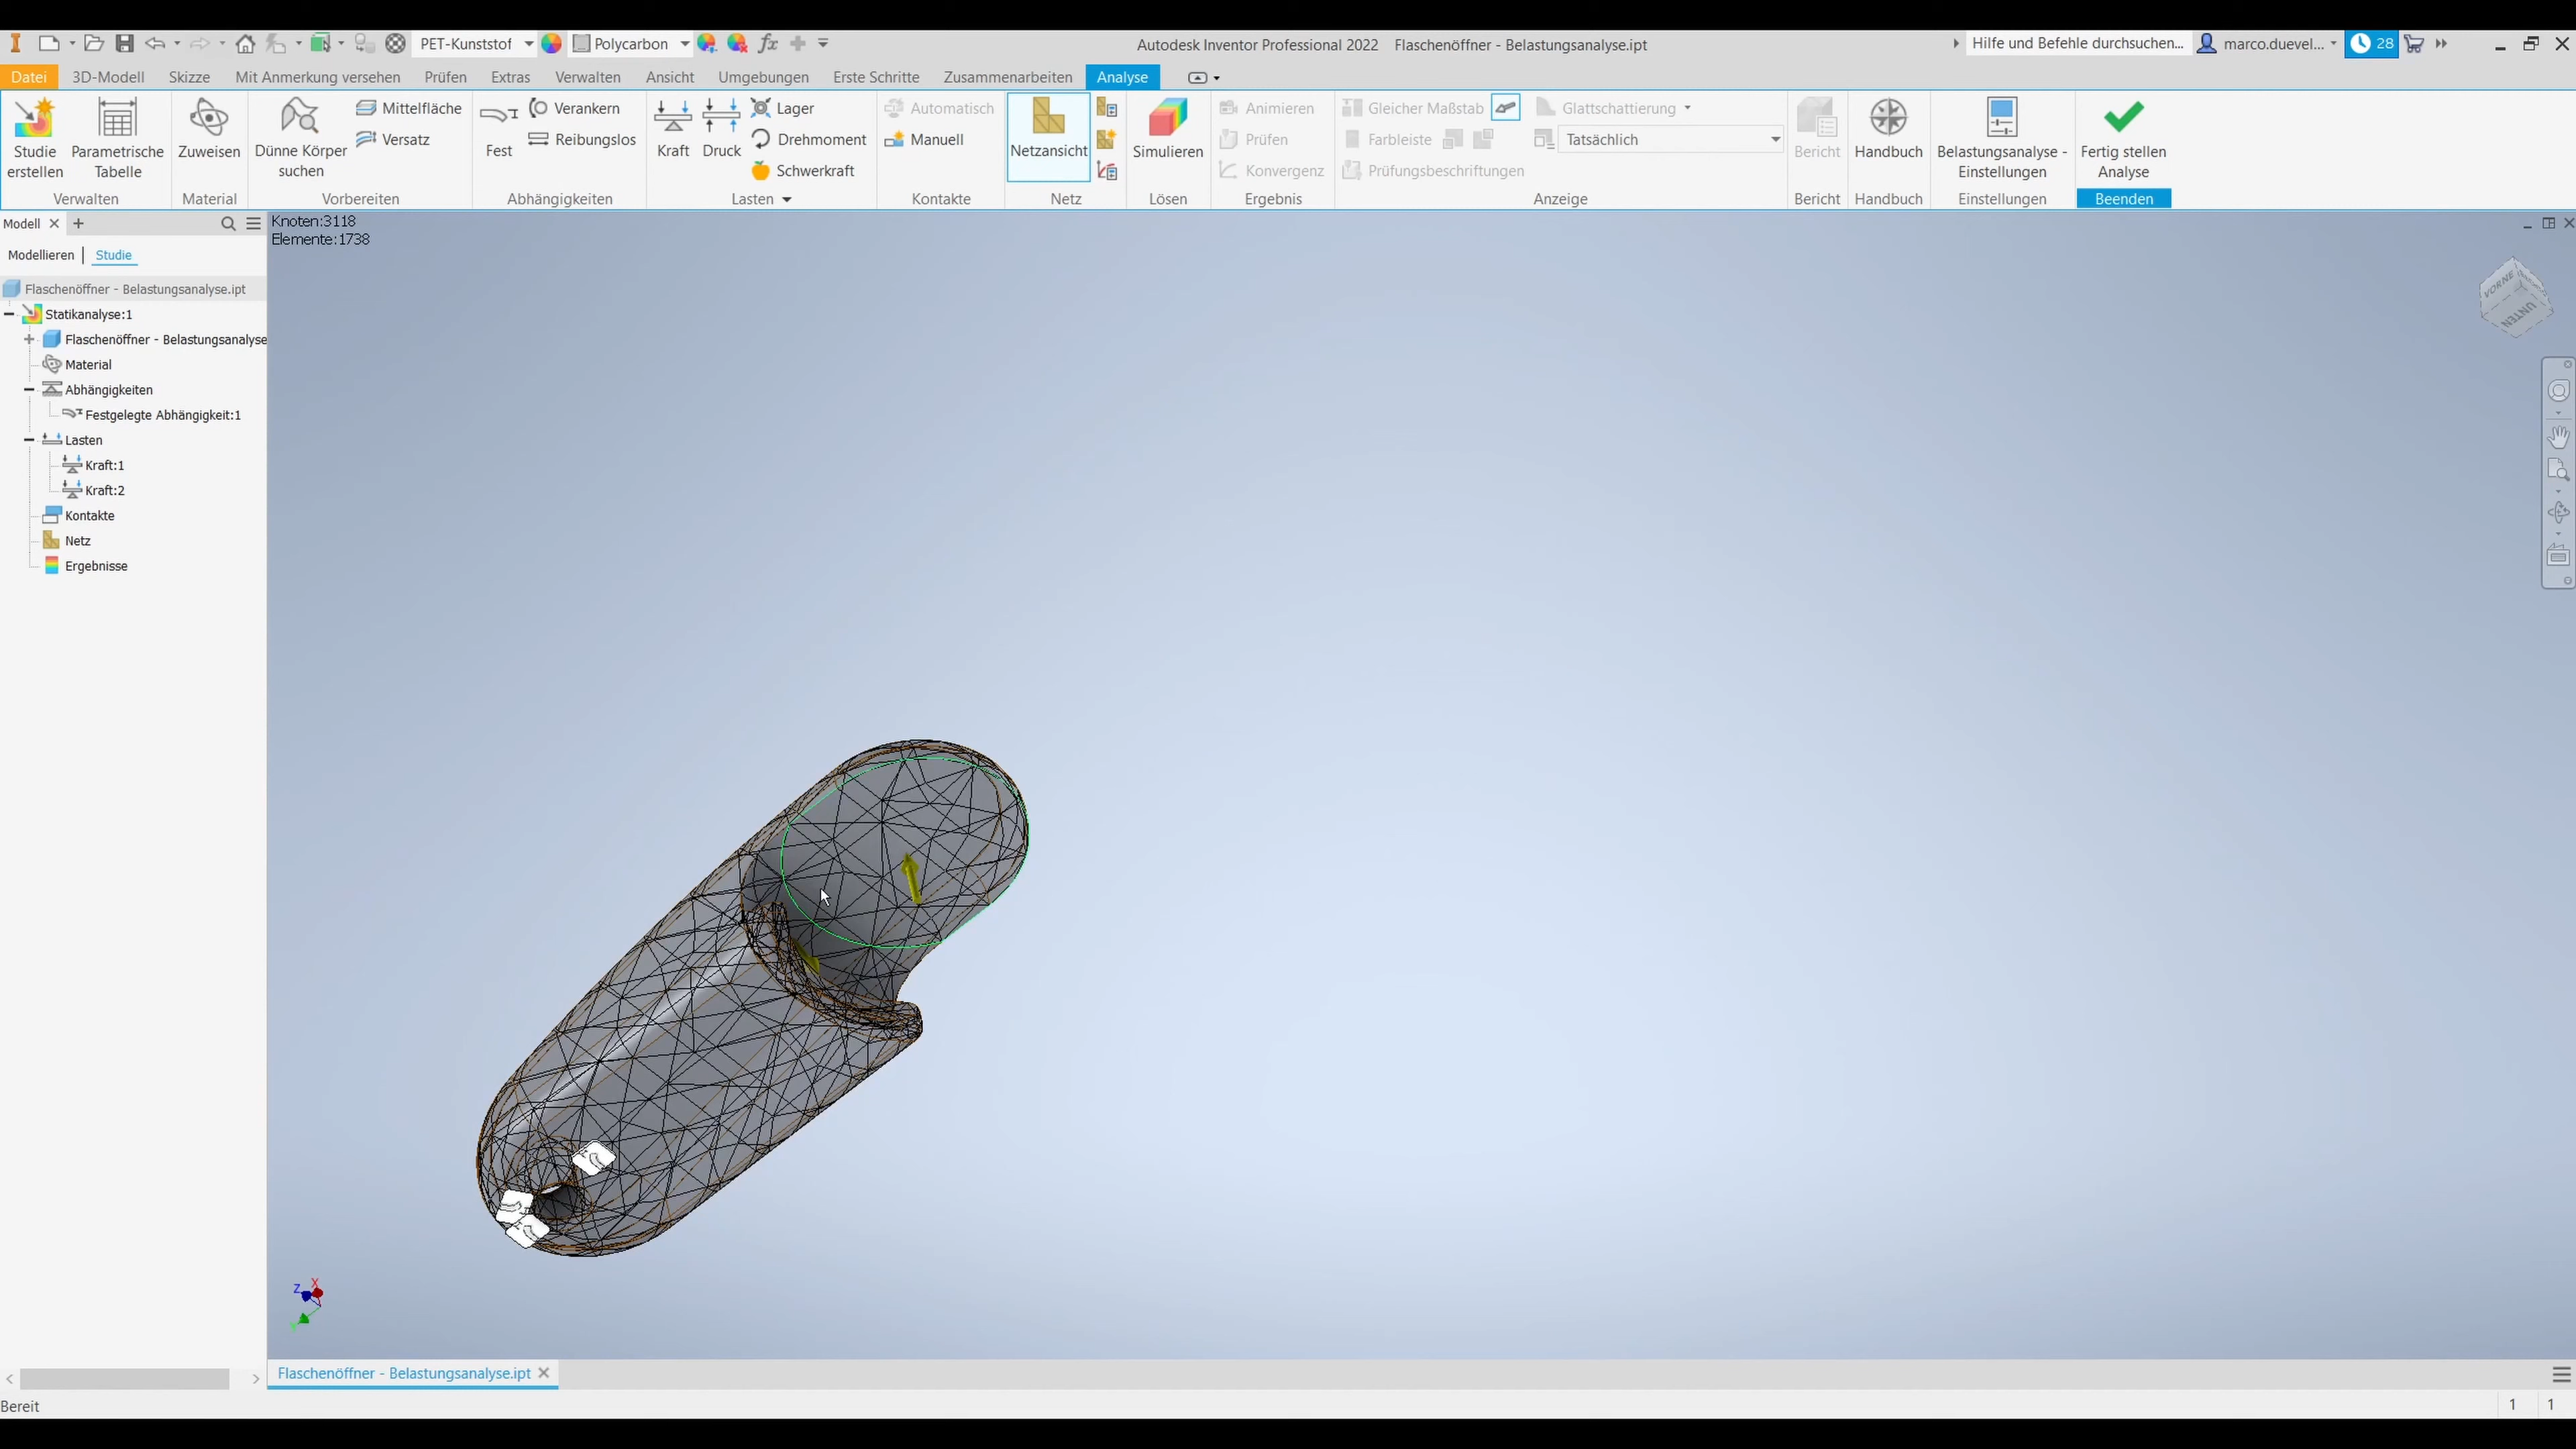 PET-Kunststof
Polycarbon
Autodesk Inventor Professional 2022 Flaschenöffner - Belastungsanalyse.ipt
Hilfe und Befehle durchsuchen...
marco.duevel...
28
Datei 3D-Modell Skizze Mit Anmerkung versehen Prüfen Extras Verwalten Ansicht Umgebungen Erste Schritte Zusammenarbeiten Analyse
Studie erstellen
Parametrische Tabelle
Verwalten
Zuweisen
Material
Dünne Körper suchen
Mittelfläche
Versatz
Vorbereiten
Fest
Verankern
Reibungslos
Abhängigkeiten
Kraft
Druck
Lager
Drehmoment
Schwerkraft
Lasten
Automatisch
Manuell
Kontakte
Netzansicht
Netz
Simulieren
Lösen
Animieren
Prüfen
Konvergenz
Ergebnis
Gleicher Maßstab
Farbleiste
Prüfungsbeschriftungen
Glattschattierung
Tatsächlich
Anzeige
Bericht
Bericht
Handbuch
Handbuch
Belastungsanalyse - Einstellungen
Einstellungen
Fertig stellen Analyse
Beenden
Modell
Modellieren Studie
Flaschenöffner - Belastungsanalyse.ipt
Statikanalyse:1
Flaschenöffner - Belastungsanalyse
Material
Abhängigkeiten
Festgelegte Abhängigkeit:1
Lasten
Kraft:1
Kraft:2
Kontakte
Netz
Ergebnisse
Knoten:3118
Elemente:1738
VORNE
UNTEN
Z
X
Flaschenöffner - Belastungsanalyse.ipt
Bereit
1 1